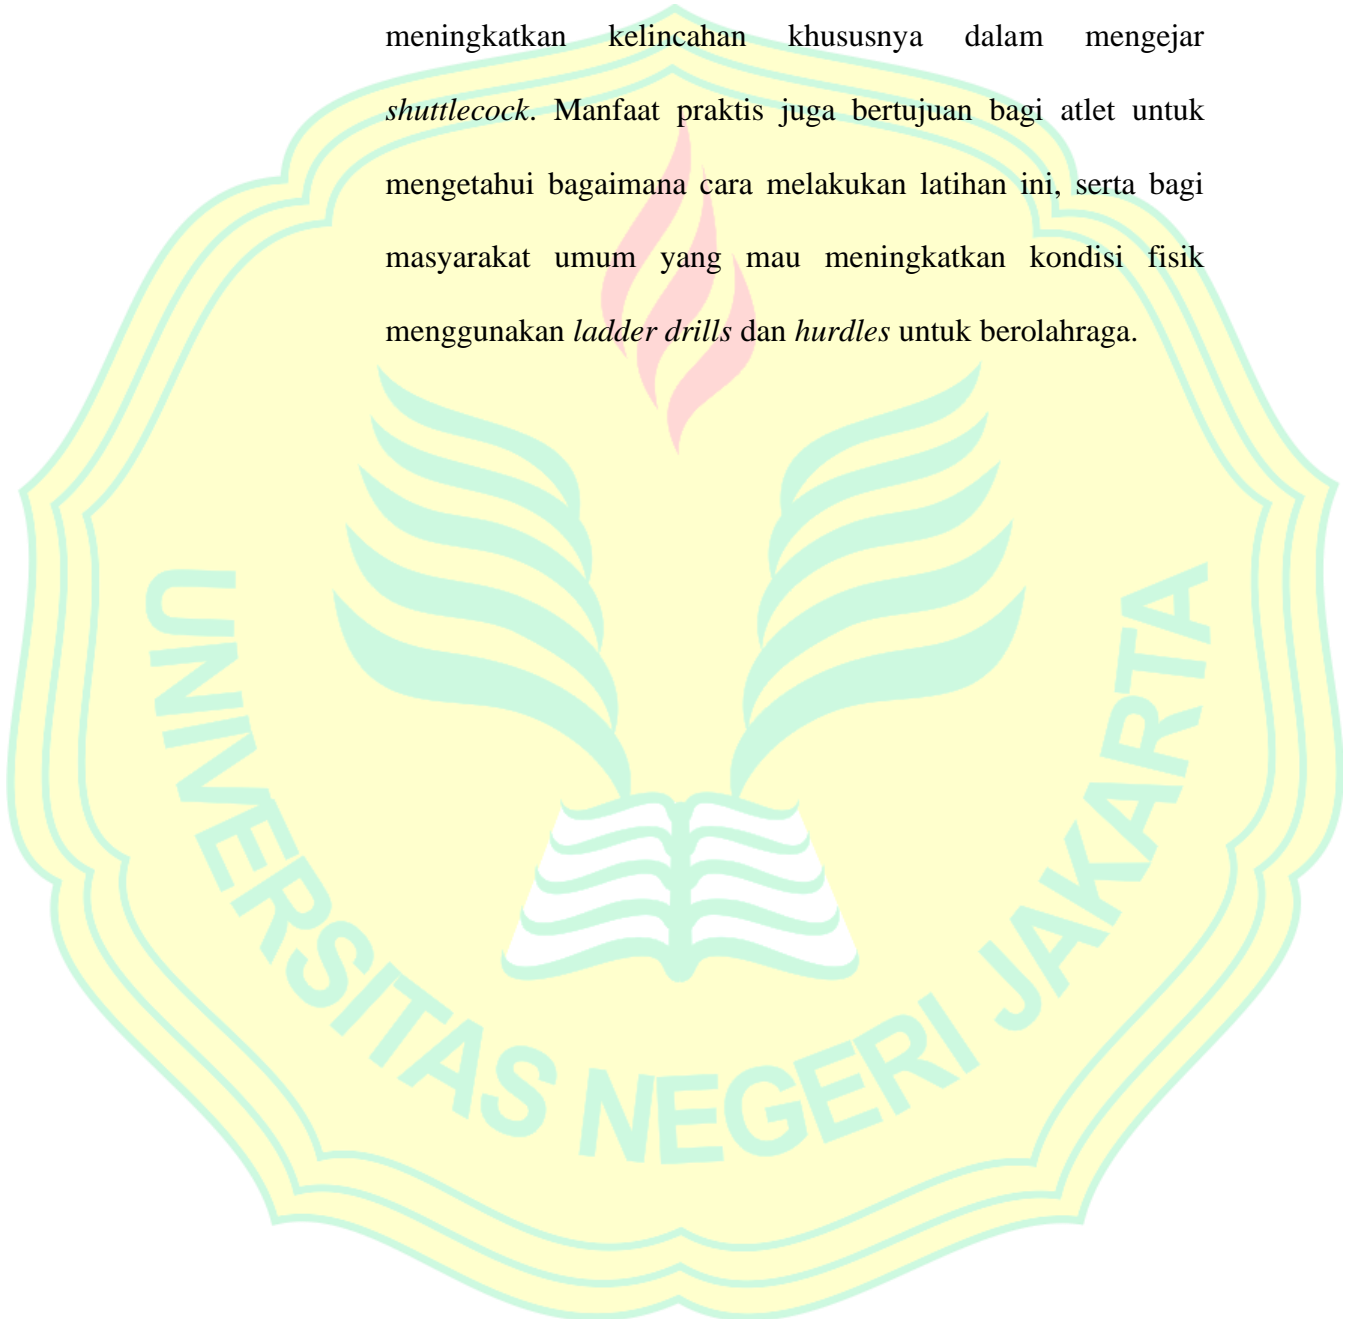 meningkatkan kelincahan khususnya dalam mengejar
shuttlecock. Manfaat praktis juga bertujuan bagi atlet untuk
mengetahui bagaimana cara melakukan latihan ini, serta bagi
masyarakat umum yang mau meningkatkan kondisi fisik
menggunakan ladder drills dan hurdles untuk berolahraga.
UNIVERSITAS NEGERI JAKARTA